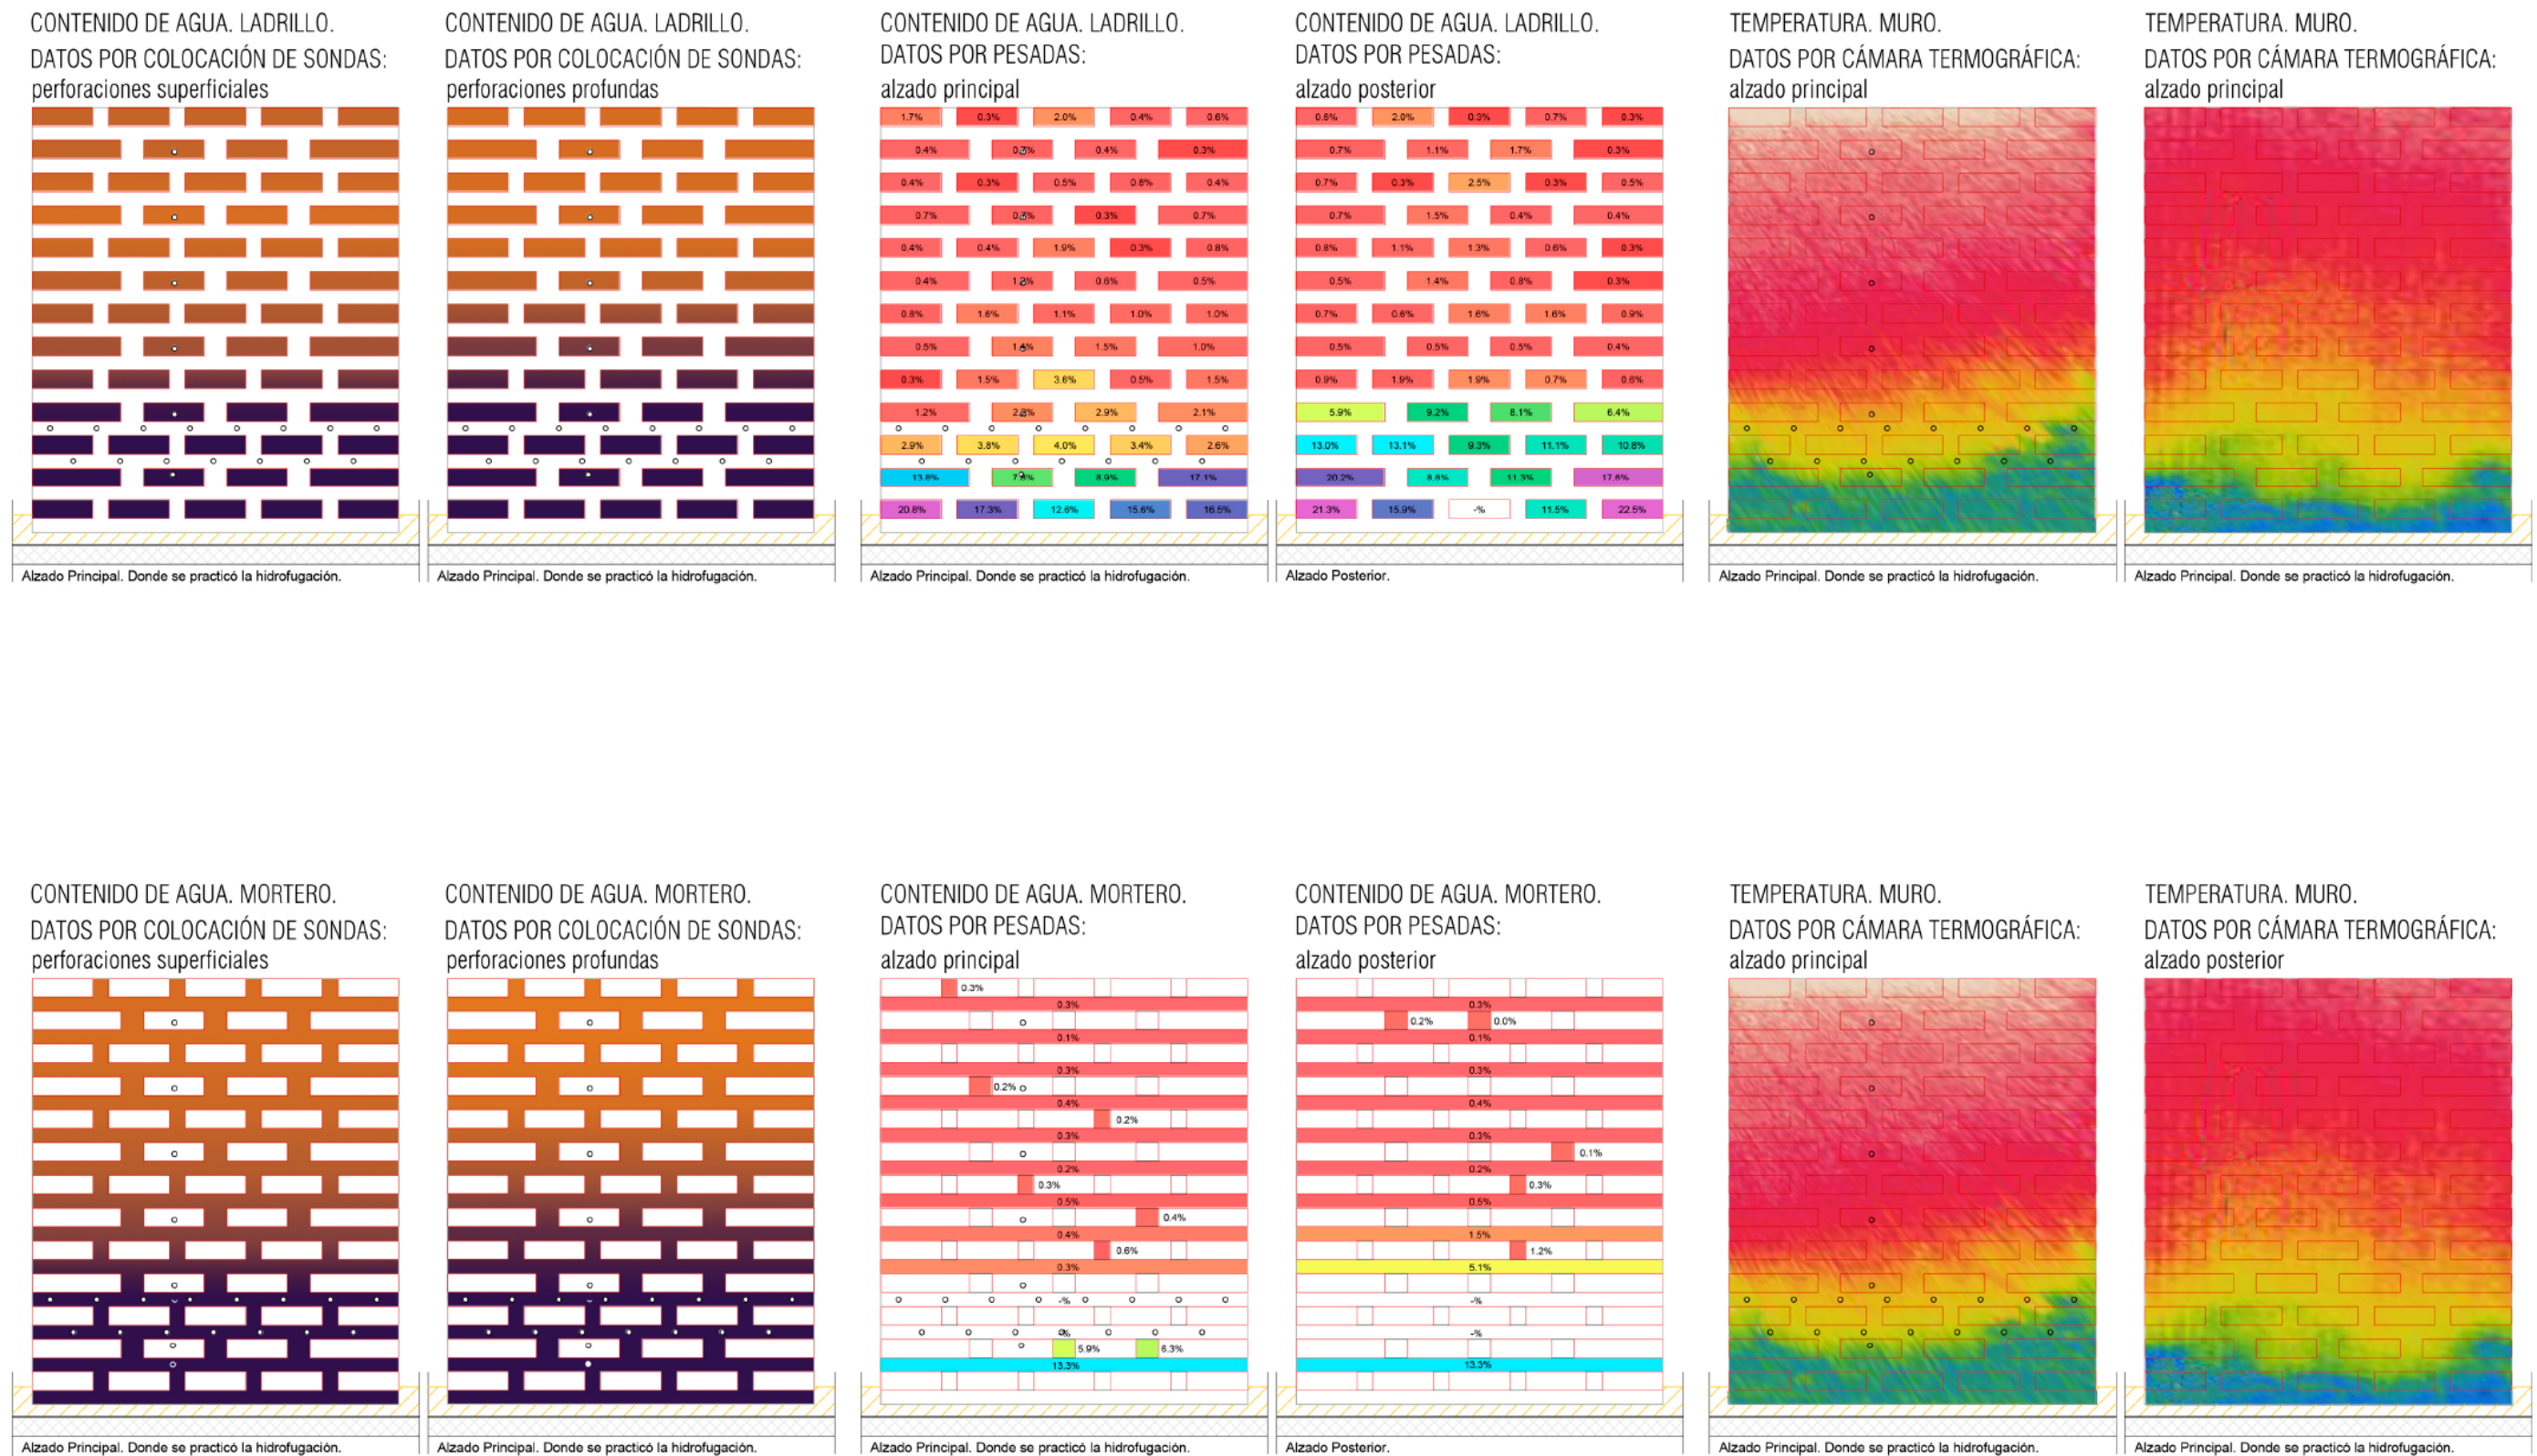 CONTENIDO DE AGUA. LADRILLO.
DATOS POR COLOCACIÓN DE SONDAS:
perforaciones superficiales
Alzado Principal. Donde se practicó la hidrofugación.
CONTENIDO DE AGUA. LADRILLO.
DATOS POR COLOCACIÓN DE SONDAS:
perforaciones profundas
Alzado Principal. Donde se practicó la hidrofugación.
CONTENIDO DE AGUA. LADRILLO.
DATOS POR PESADAS:
alzado principal
1.7% 0.3% 2.0% 0.4% 0.6%
0.4% 0.4% 0.3%
0.4% 0.3% 0.5% 0.8% 0.4%
0.7% 0.3% 0.7%
0.4% 0.4% 1.9% 0.3% 0.8%
0.4% 1.2% 0.6% 0.5%
0.8% 1.6% 1.1% 1.0% 1.0%
0.5% 1.4% 1.5% 1.0%
0.3% 1.5% 3.6% 0.5% 1.5%
1.2% 2.9% 2.1%
2.9% 3.8% 4.0% 3.4% 2.6%
13.6% 8.9% 17.1%
20.8% 17.3% 12.6% 15.6% 16.5%
Alzado Principal. Donde se practicó la hidrofugación.
CONTENIDO DE AGUA. LADRILLO.
DATOS POR PESADAS:
alzado posterior
0.6% 2.0% 0.3% 0.7% 0.3%
0.7% 1.1% 1.7% 0.3%
0.7% 0.3% 2.5% 0.3% 0.5%
0.7% 1.5% 0.4% 0.4%
0.8% 1.1% 1.3% 0.6% 0.3%
0.5% 1.4% 0.8% 0.3%
0.7% 0.6% 1.6% 1.6% 0.9%
0.5% 0.5% 0.5% 0.4%
0.9% 1.9% 1.9% 0.7% 0.6%
5.9% 9.2% 8.1% 6.4%
13.0% 13.1% 9.3% 11.1% 10.8%
20.2% 8.8% 11.3% 17.6%
21.3% 15.9% -% 11.5% 22.5%
Alzado Posterior.
TEMPERATURA. MURO.
DATOS POR CÁMARA TERMOGRÁFICA:
alzado principal
Alzado Principal. Donde se practicó la hidrofugación.
TEMPERATURA. MURO.
DATOS POR CÁMARA TERMOGRÁFICA:
alzado principal
Alzado Principal. Donde se practicó la hidrofugación.
CONTENIDO DE AGUA. MORTERO.
DATOS POR COLOCACIÓN DE SONDAS:
perforaciones superficiales
Alzado Principal. Donde se practicó la hidrofugación.
CONTENIDO DE AGUA. MORTERO.
DATOS POR COLOCACIÓN DE SONDAS:
perforaciones profundas
Alzado Principal. Donde se practicó la hidrofugación.
CONTENIDO DE AGUA. MORTERO.
DATOS POR PESADAS:
alzado principal
0.3%
0.3%
0.1%
0.3%
0.2%
0.4%
0.2%
0.3%
0.2%
0.3%
0.5%
0.4%
0.4%
0.6%
0.3%
-%
-%
5.9% 6.3%
13.3%
Alzado Principal. Donde se practicó la hidrofugación.
CONTENIDO DE AGUA. MORTERO.
DATOS POR PESADAS:
alzado posterior
0.3%
0.2% 0.0%
0.1%
0.3%
0.4%
0.3%
0.1%
0.2%
0.3%
0.5%
1.5%
1.2%
5.1%
-%
-%
13.3%
Alzado Posterior.
TEMPERATURA. MURO.
DATOS POR CÁMARA TERMOGRÁFICA:
alzado principal
Alzado Principal. Donde se practicó la hidrofugación.
TEMPERATURA. MURO.
DATOS POR CÁMARA TERMOGRÁFICA:
alzado posterior
Alzado Principal. Donde se practicó la hidrofugación.